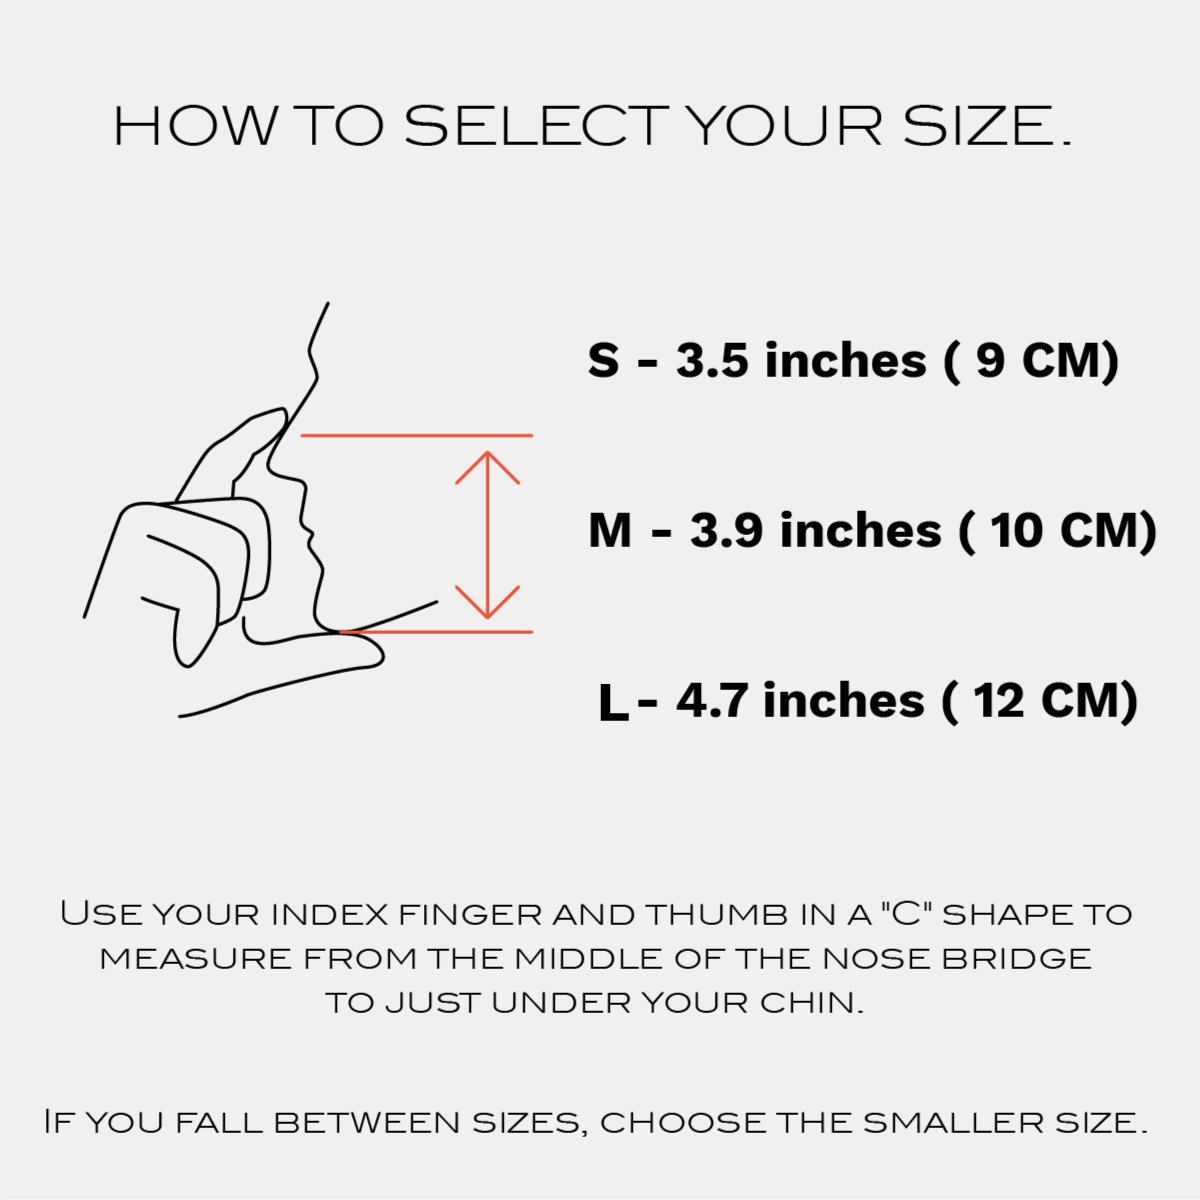 HOW TO SELECT YOUR SIZE.
S - 3.5 inches ( 9 CM)
M - 3.9 inches ( 10 CM)
L - 4.7 inches ( 12 CM)
USE YOUR INDEX FINGER AND THUMB IN A "C" SHAPE TO
MEASURE FROM THE MIDDLE OF THE NOSE BRIDGE
TO JUST UNDER YOUR CHIN.
IF YOU FALL BETWEEN SIZES, CHOOSE THE SMALLER SIZE.